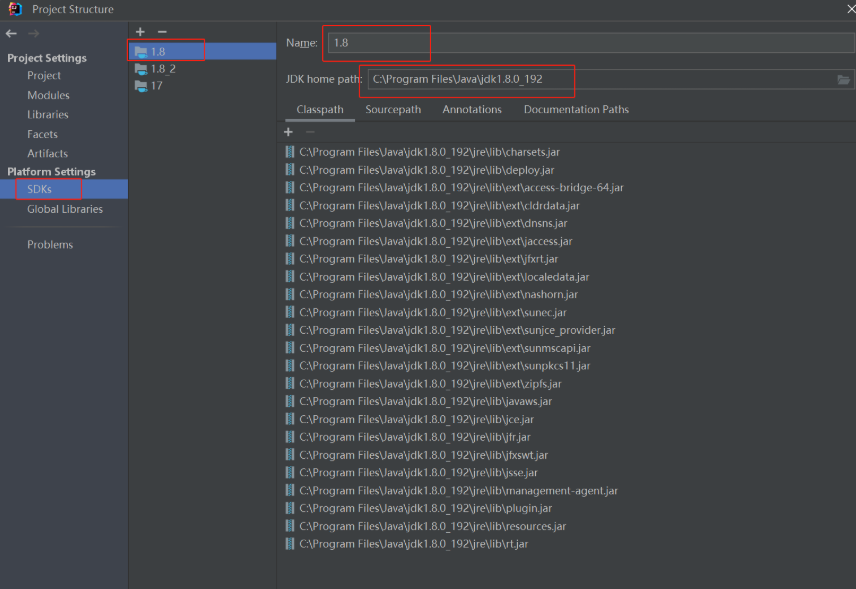 Project Structure
Project Settings
Project
Modules
Libraries
Facets
Artifacts
Platform Settings
SDKs
Global Libraries
Problems
1.8
1.8_2
17
Name: 1.8
JDK home path: C:\Program Files\Java\jdk1.8.0_192
Classpath Sourcepath Annotations Documentation Paths
C:\Program Files\Java\jdk1.8.0_192\jre\lib\charsets.jar
C:\Program Files\Java\jdk1.8.0_192\jre\lib\deploy.jar
C:\Program Files\Java\jdk1.8.0_192\jre\lib\ext\access-bridge-64.jar
C:\Program Files\Java\jdk1.8.0_192\jre\lib\ext\cldrdata.jar
C:\Program Files\Java\jdk1.8.0_192\jre\lib\ext\dnsns.jar
C:\Program Files\Java\jdk1.8.0_192\jre\lib\ext\jaccess.jar
C:\Program Files\Java\jdk1.8.0_192\jre\lib\ext\jfxrt.jar
C:\Program Files\Java\jdk1.8.0_192\jre\lib\ext\localedata.jar
C:\Program Files\Java\jdk1.8.0_192\jre\lib\ext\nashorn.jar
C:\Program Files\Java\jdk1.8.0_192\jre\lib\ext\sunec.jar
C:\Program Files\Java\jdk1.8.0_192\jre\lib\ext\sunjce_provider.jar
C:\Program Files\Java\jdk1.8.0_192\jre\lib\ext\sunmscapi.jar
C:\Program Files\Java\jdk1.8.0_192\jre\lib\ext\sunpkcs11.jar
C:\Program Files\Java\jdk1.8.0_192\jre\lib\ext\zipfs.jar
C:\Program Files\Java\jdk1.8.0_192\jre\lib\javaws.jar
C:\Program Files\Java\jdk1.8.0_192\jre\lib\jce.jar
C:\Program Files\Java\jdk1.8.0_192\jre\lib\jfr.jar
C:\Program Files\Java\jdk1.8.0_192\jre\lib\jfxswt.jar
C:\Program Files\Java\jdk1.8.0_192\jre\lib\jsse.jar
C:\Program Files\Java\jdk1.8.0_192\jre\lib\management-agent.jar
C:\Program Files\Java\jdk1.8.0_192\jre\lib\plugin.jar
C:\Program Files\Java\jdk1.8.0_192\jre\lib\resources.jar
C:\Program Files\Java\jdk1.8.0_192\jre\lib\rt.jar